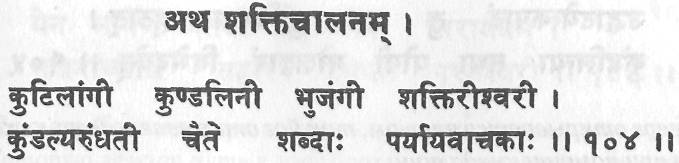 अथ शक्तिचालनम् ।
कुटिलांगी कुण्डलिनी भुजंगी शक्तिरीश्वरी ।
कुंडल्यरुंधती चैते शब्दाः पर्यायवाचकाः ।। १०४ ।।